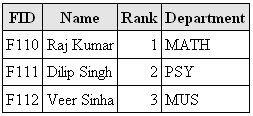 FID Name Rank Department
F110 Raj Kumar 1 MATH
F111 Dilip Singh 2 PSY
F112 Veer Sinha 3 MUS